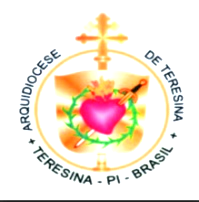 ARQUIDIOCESE DE TERESINA
+ TERESINA - PI - BRASIL +